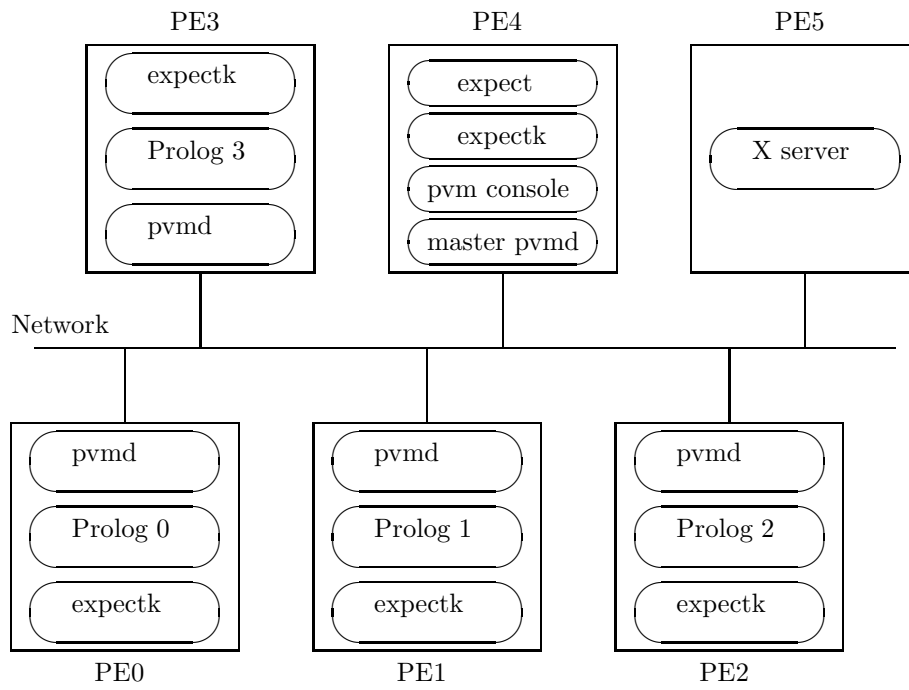 PE3
PE4
PE5
expectk
Prolog 3
pvmd
expect
expectk
pvm console
master pvmd
X server
Network
pvmd
Prolog 0
expectk
pvmd
Prolog 1
expectk
pvmd
Prolog 2
expectk
PE0
PE1
PE2